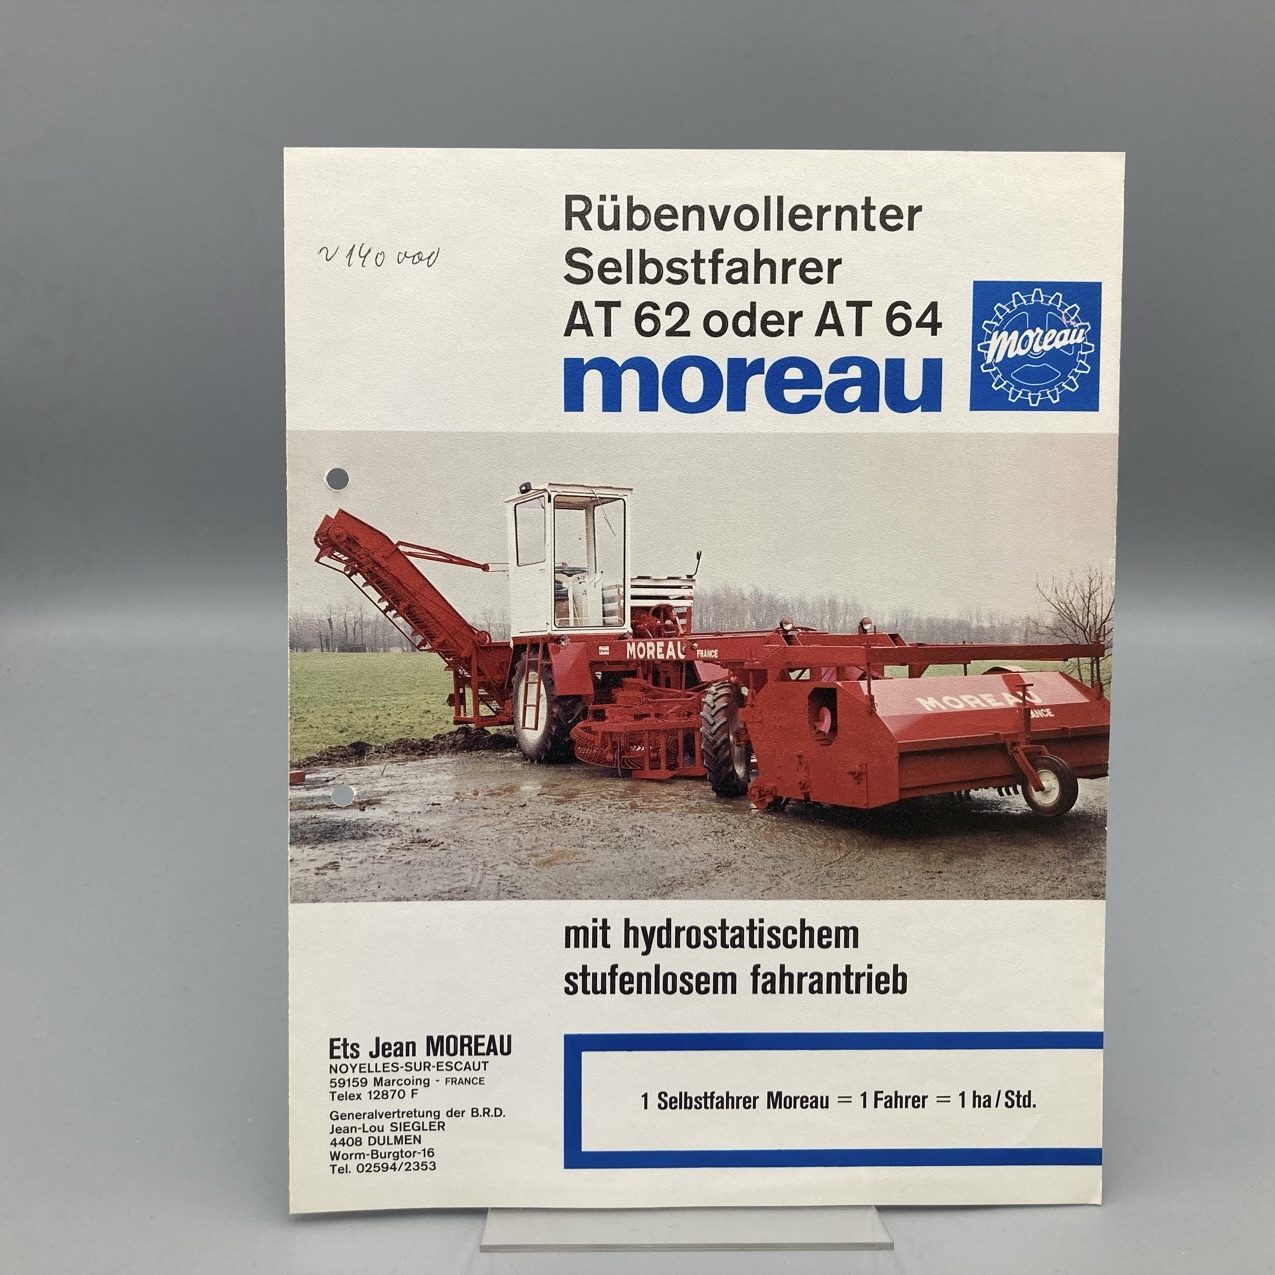 Rübenvollernter
Selbstfahrer
AT 62 oder AT 64
moreau
moreau
~ 140 000
MOREAU FRANCE
MOREAU
mit hydrostatischem
stufenlosem fahrantrieb
Ets Jean MOREAU
NOYELLES-SUR-ESCAUT
59159 Marcoing - FRANCE
Telex 12870 F
Generalvertretung der B.R.D.
Jean-Lou SIEGLER
4408 DULMEN
Worm-Burgtor-16
Tel. 02594/2353
1 Selbstfahrer Moreau = 1 Fahrer = 1 ha/Std.